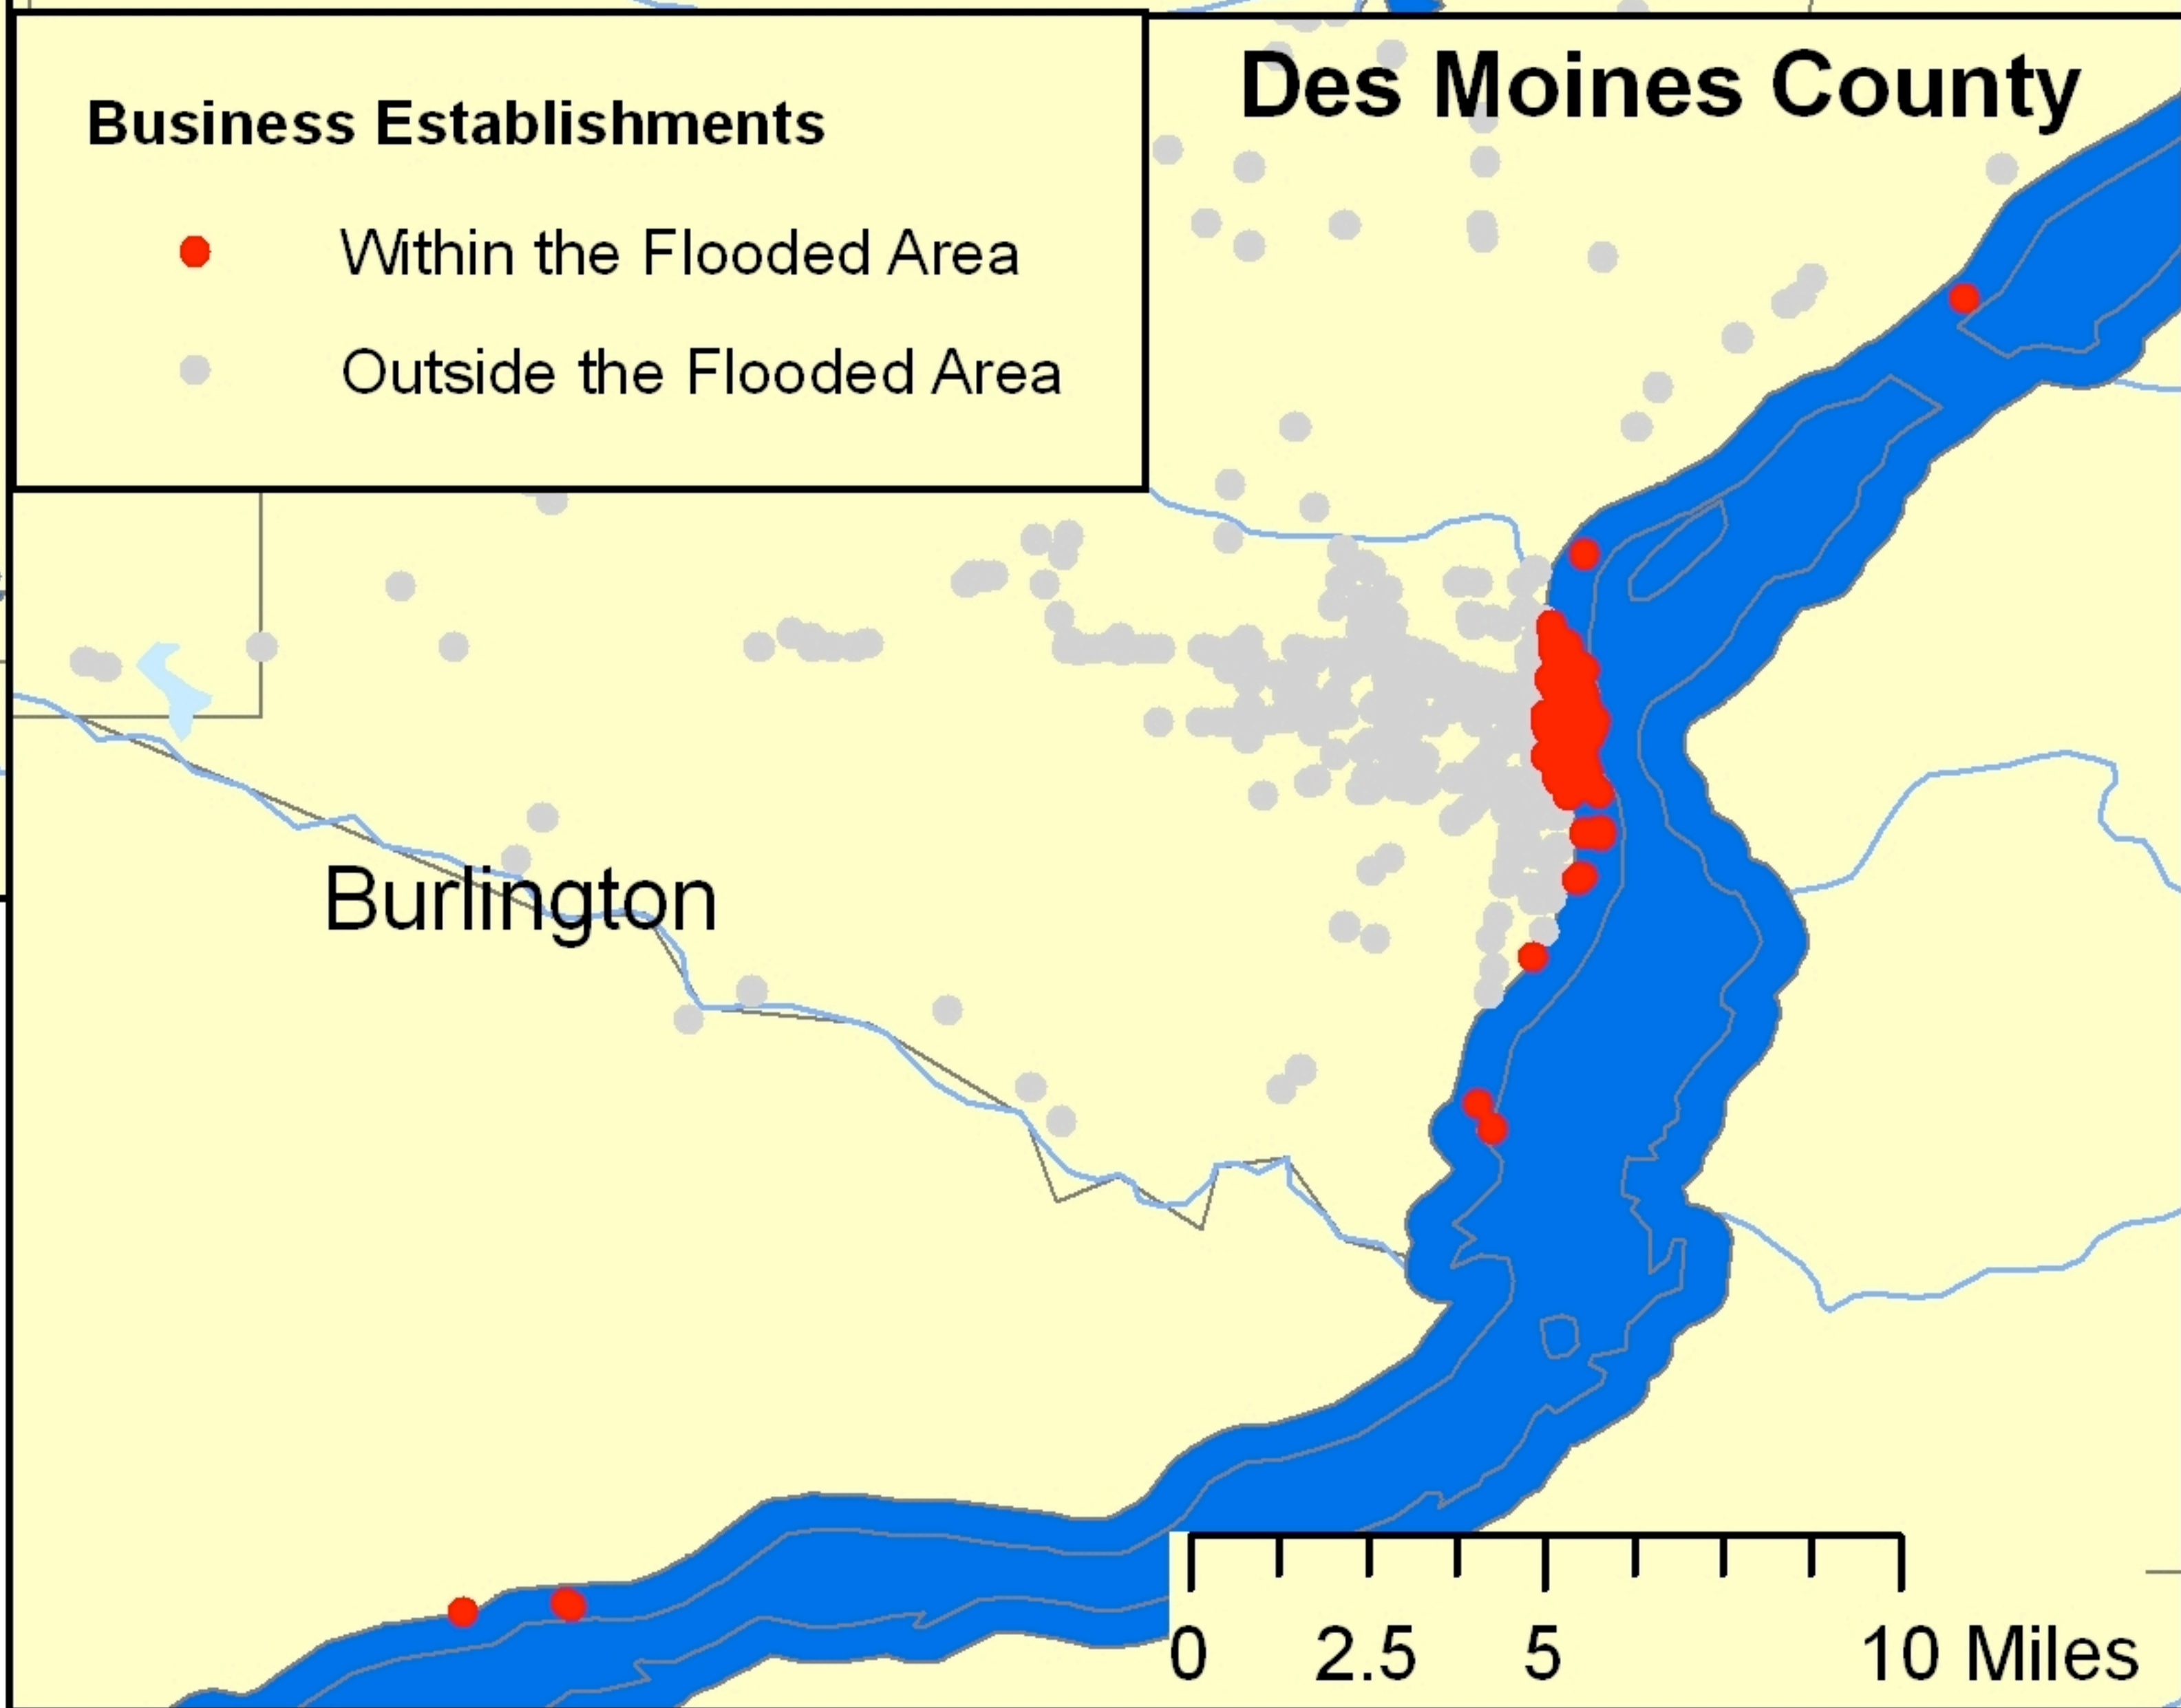 Des Moines County
Business Establishments
Within the Flooded Area
Outside the Flooded Area
Burlington
0 2.5 5 10 Miles